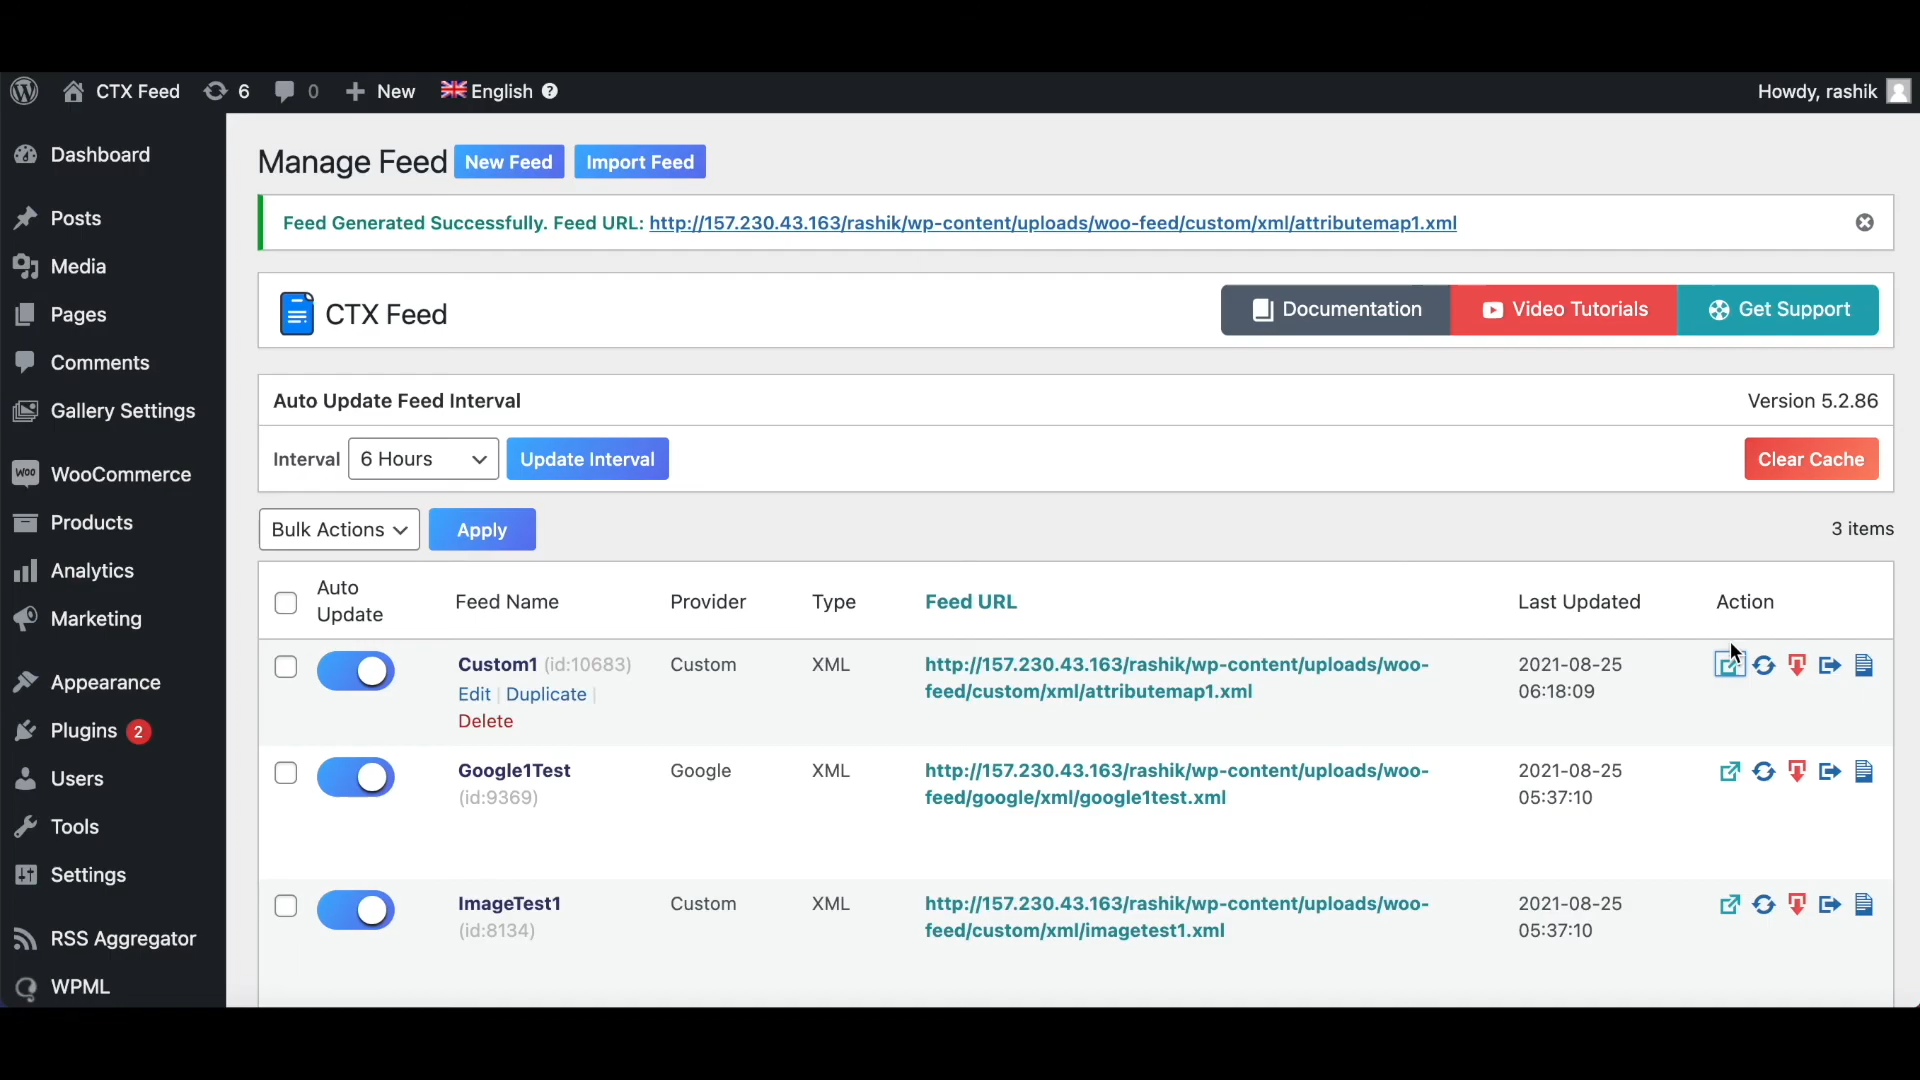 CTX Feed 6 0 New English ? Howdy, rashik
Dashboard
Posts
Media
Pages
Comments
Gallery Settings
Woo WooCommerce
Products
Analytics
Marketing
Appearance
Plugins 2
Users
Tools
Settings
RSS Aggregator
WPML
Manage Feed New Feed Import Feed
Feed Generated Successfully. Feed URL: http://157.230.43.163/rashik/wp-content/uploads/woo-feed/custom/xml/attributemap1.xml
CTX Feed Documentation Video Tutorials Get Support
Auto Update Feed Interval Version 5.2.86
Interval 6 Hours Update Interval Clear Cache
Bulk Actions Apply 3 items
Auto Update Feed Name Provider Type Feed URL Last Updated Action
Custom1 (id:10683) Custom XML http://157.230.43.163/rashik/wp-content/uploads/woo- 2021-08-25
Edit | Duplicate | feed/custom/xml/attributemap1.xml 06:18:09
Delete
Google1Test Google XML http://157.230.43.163/rashik/wp-content/uploads/woo- 2021-08-25
(id:9369) feed/google/xml/google1test.xml 05:37:10
ImageTest1 Custom XML http://157.230.43.163/rashik/wp-content/uploads/woo- 2021-08-25
(id:8134) feed/custom/xml/imagetest1.xml 05:37:10